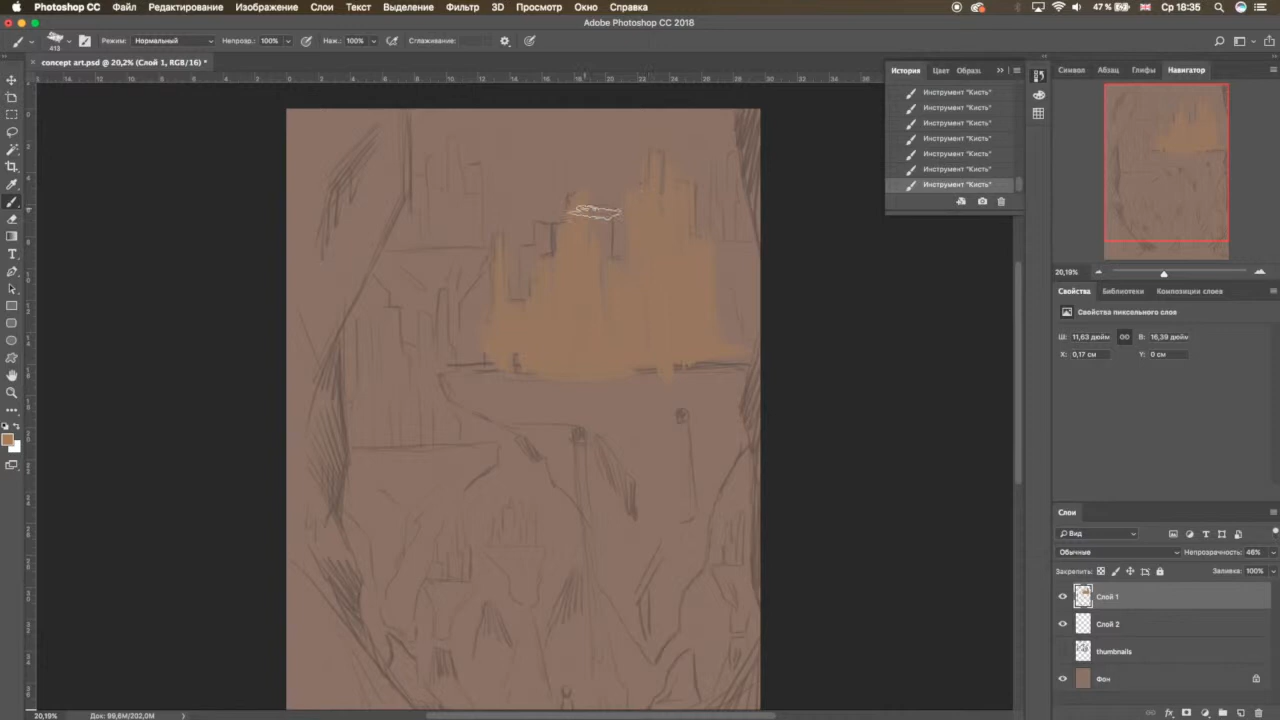 Photoshop CC Файл Редактирование Изображение Слои Текст Выделение Фильтр 3D Просмотр Окно Справка 47 % Ср 18:35
Adobe Photoshop CC 2018
413 Режим: Нормальный Непрозр.: 100% Наж.: 100% Сглаживание:
concept art.psd @ 20,2% (Слой 1, RGB/16) *
История Цвет Образц
Инструмент "Кисть"
Инструмент "Кисть"
Инструмент "Кисть"
Инструмент "Кисть"
Инструмент "Кисть"
Инструмент "Кисть"
Инструмент "Кисть"
Символ Абзац Глифы Навигатор
20,19%
Свойства Библиотеки Композиции слоев
Свойства пиксельного слоя
Ш: 11,63 дюйм В: 16,39 дюйм
X: 0,17 см Y: 0 см
Слои
Вид
Обычные Непрозрачность: 46%
Закрепить: Заливка: 100%
Слой 1
Слой 2
thumbnails
Фон
20,19% Док: 99,6M/202,0M